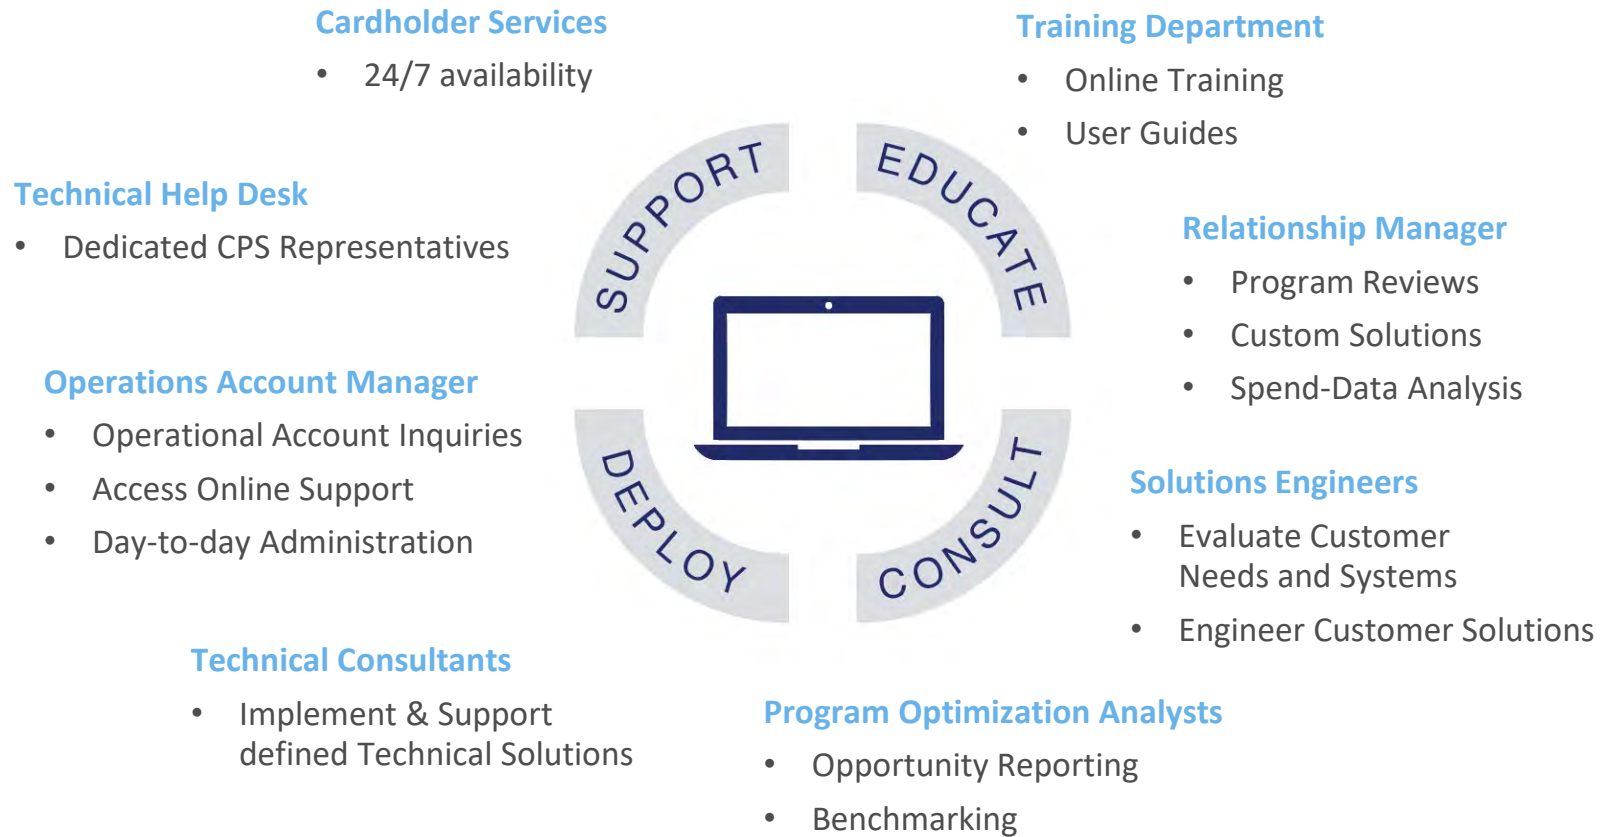 Cardholder Services
• 24/7 availability
Training Department
• Online Training
• User Guides
Technical Help Desk
• Dedicated CPS Representatives
Relationship Manager
• Program Reviews
• Custom Solutions
• Spend-Data Analysis
SUPPORT
EDUCATE
DEPLOY
CONSULT
Operations Account Manager
• Operational Account Inquiries
• Access Online Support
• Day-to-day Administration
Solutions Engineers
• Evaluate Customer
Needs and Systems
• Engineer Customer Solutions
Technical Consultants
• Implement & Support
defined Technical Solutions
Program Optimization Analysts
• Opportunity Reporting
• Benchmarking